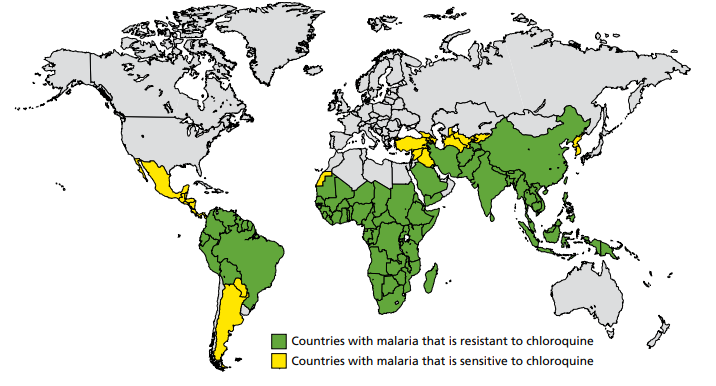 Countries with malaria that is resistant to chloroquine
Countries with malaria that is sensitive to chloroquine